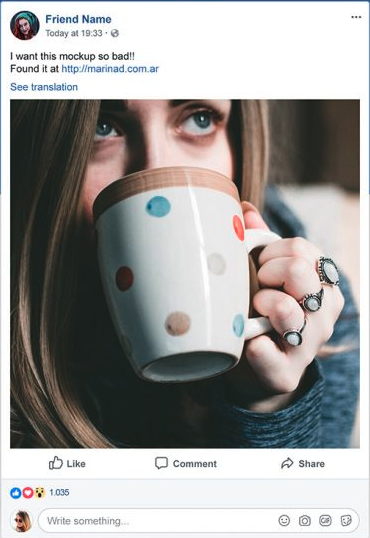 Friend Name
Today at 19:33 ·
I want this mockup so bad!!
Found it at http://marinad.com.ar
See translation
Like Comment Share
1.035
Write something...
GIF